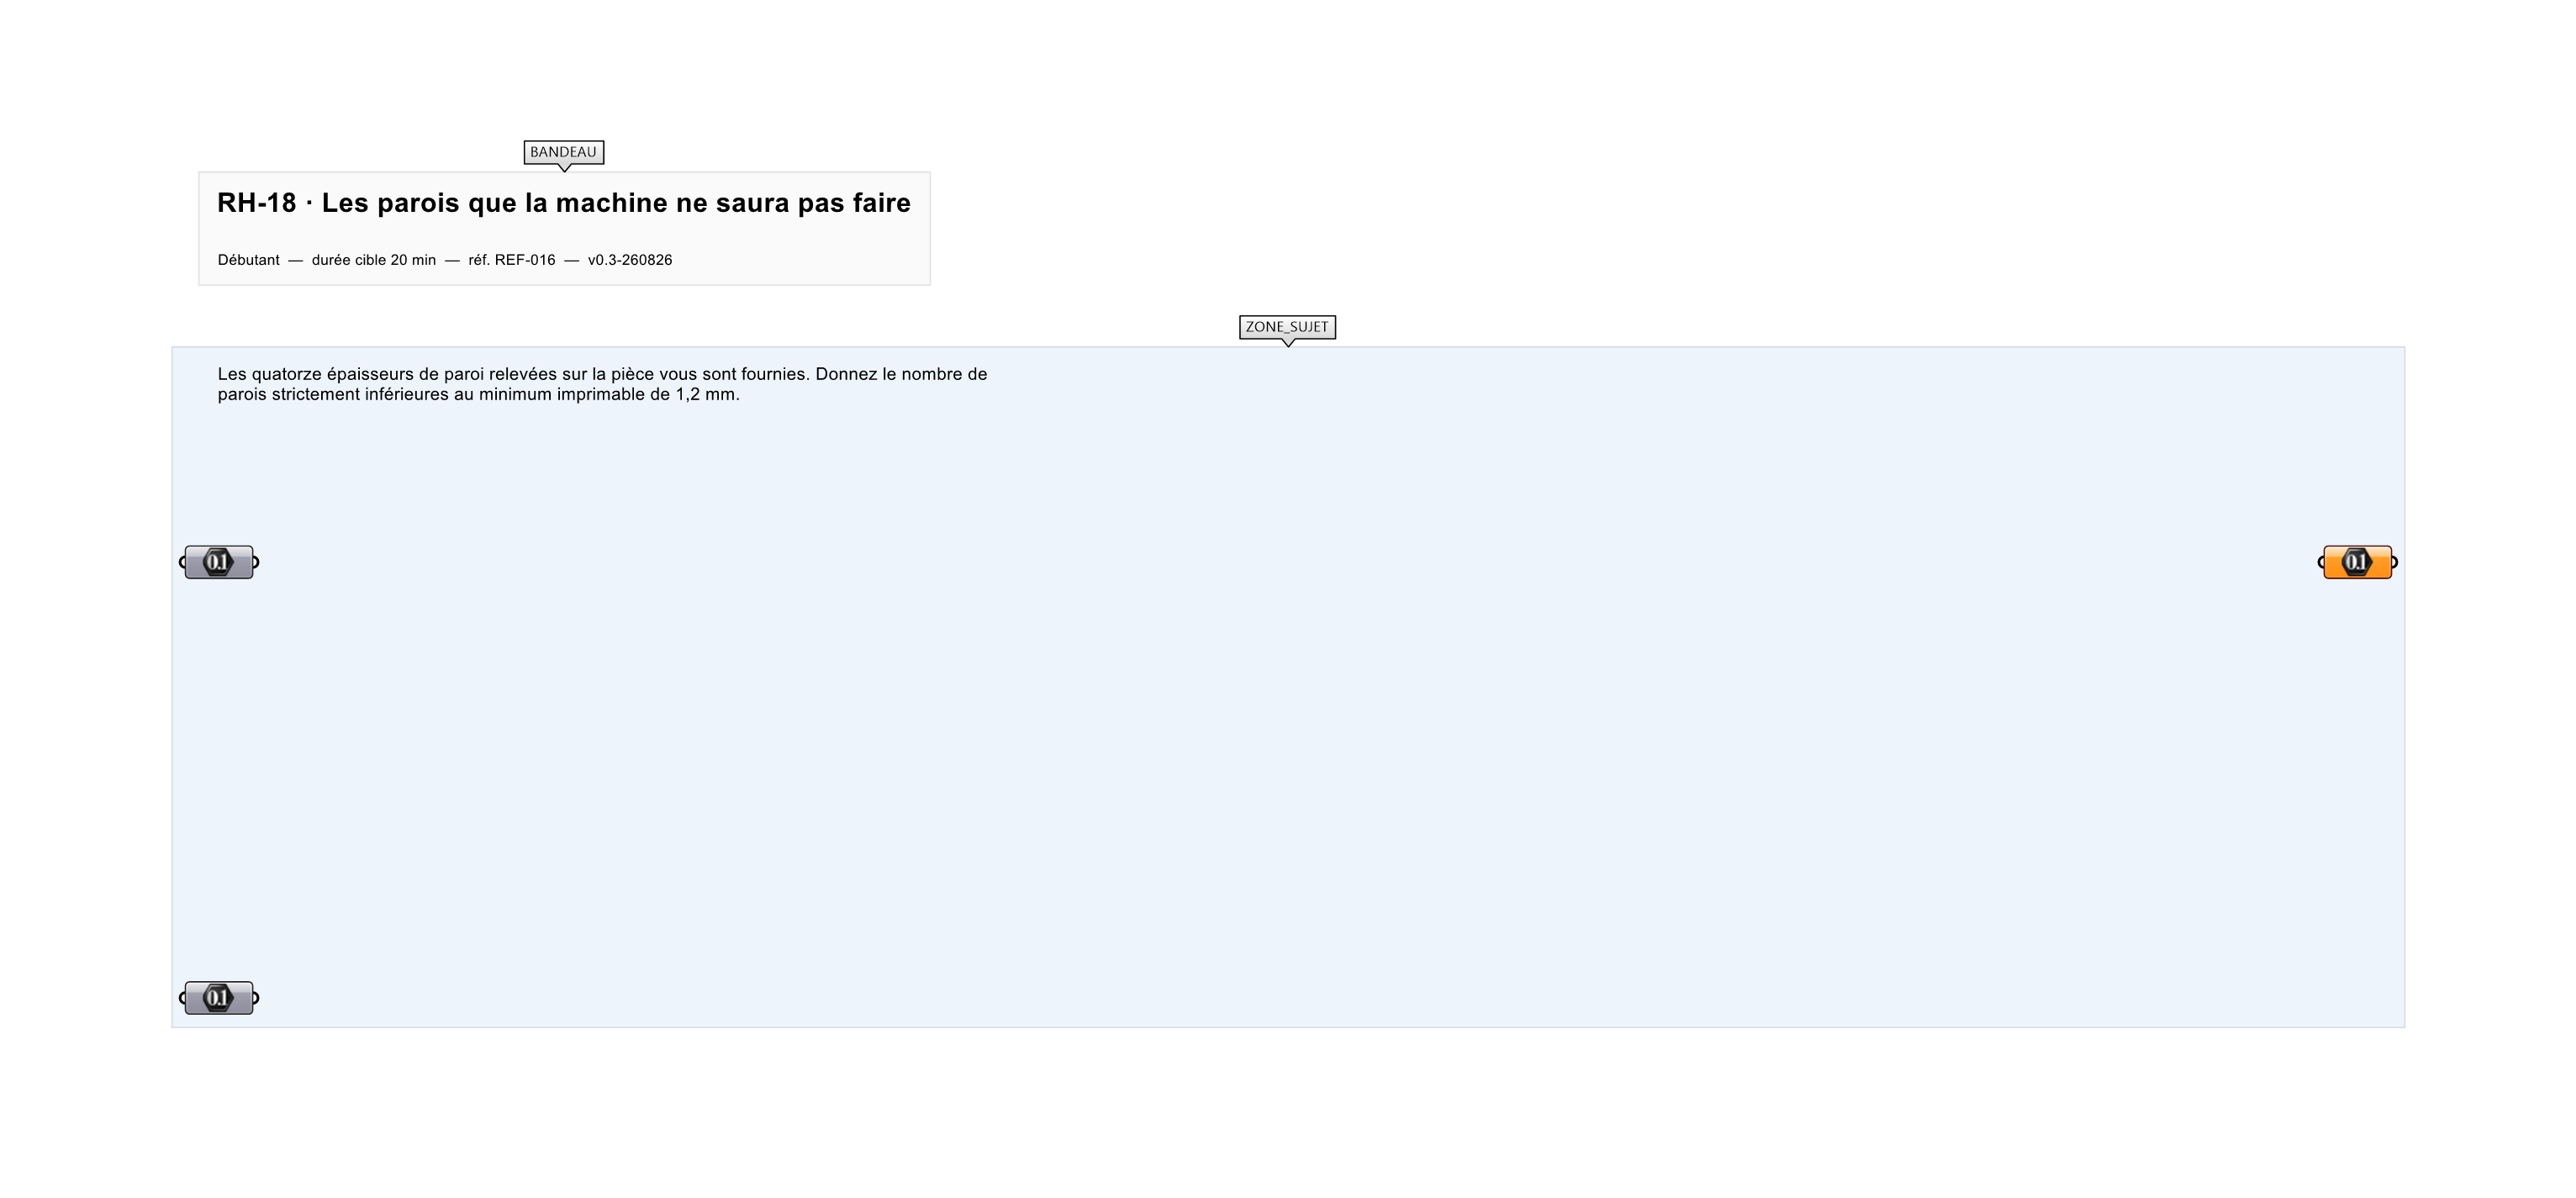 BANDEAU
RH-18 · Les parois que la machine ne saura pas faire
Débutant — durée cible 20 min — réf. REF-016 — v0.3-260826
ZONE_SUJET
Les quatorze épaisseurs de paroi relevées sur la pièce vous sont fournies. Donnez le nombre de
parois strictement inférieures au minimum imprimable de 1,2 mm.
0.1
0.1
0.1